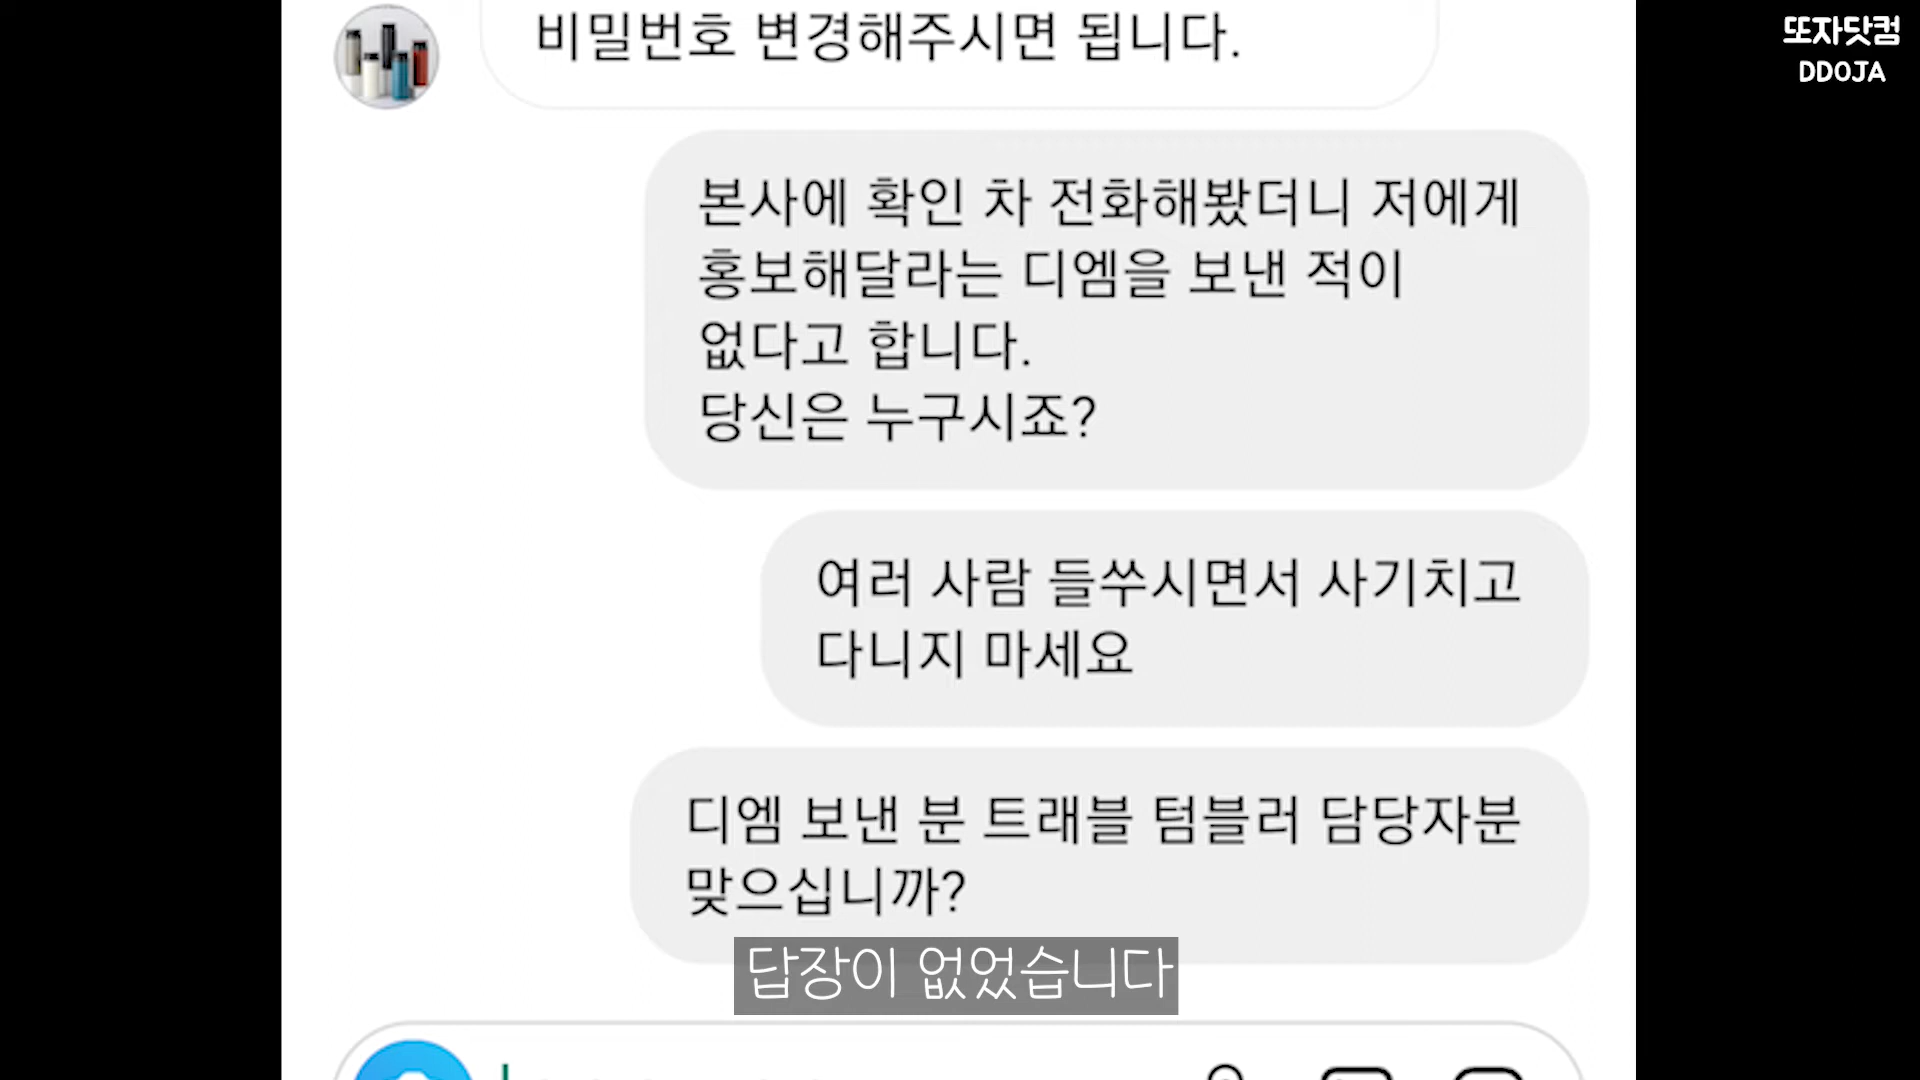 또자닷컴
DDOJA
비밀번호 변경해주시면 됩니다.
본사에 확인 차 전화해봤더니 저에게
홍보해달라는 디엠을 보낸 적이
없다고 합니다.
당신은 누구시죠?
여러 사람 들쑤시면서 사기치고
다니지 마세요
디엠 보낸 분 트래블 텀블러 담당자분
맞으십니까?
답장이 없었습니다